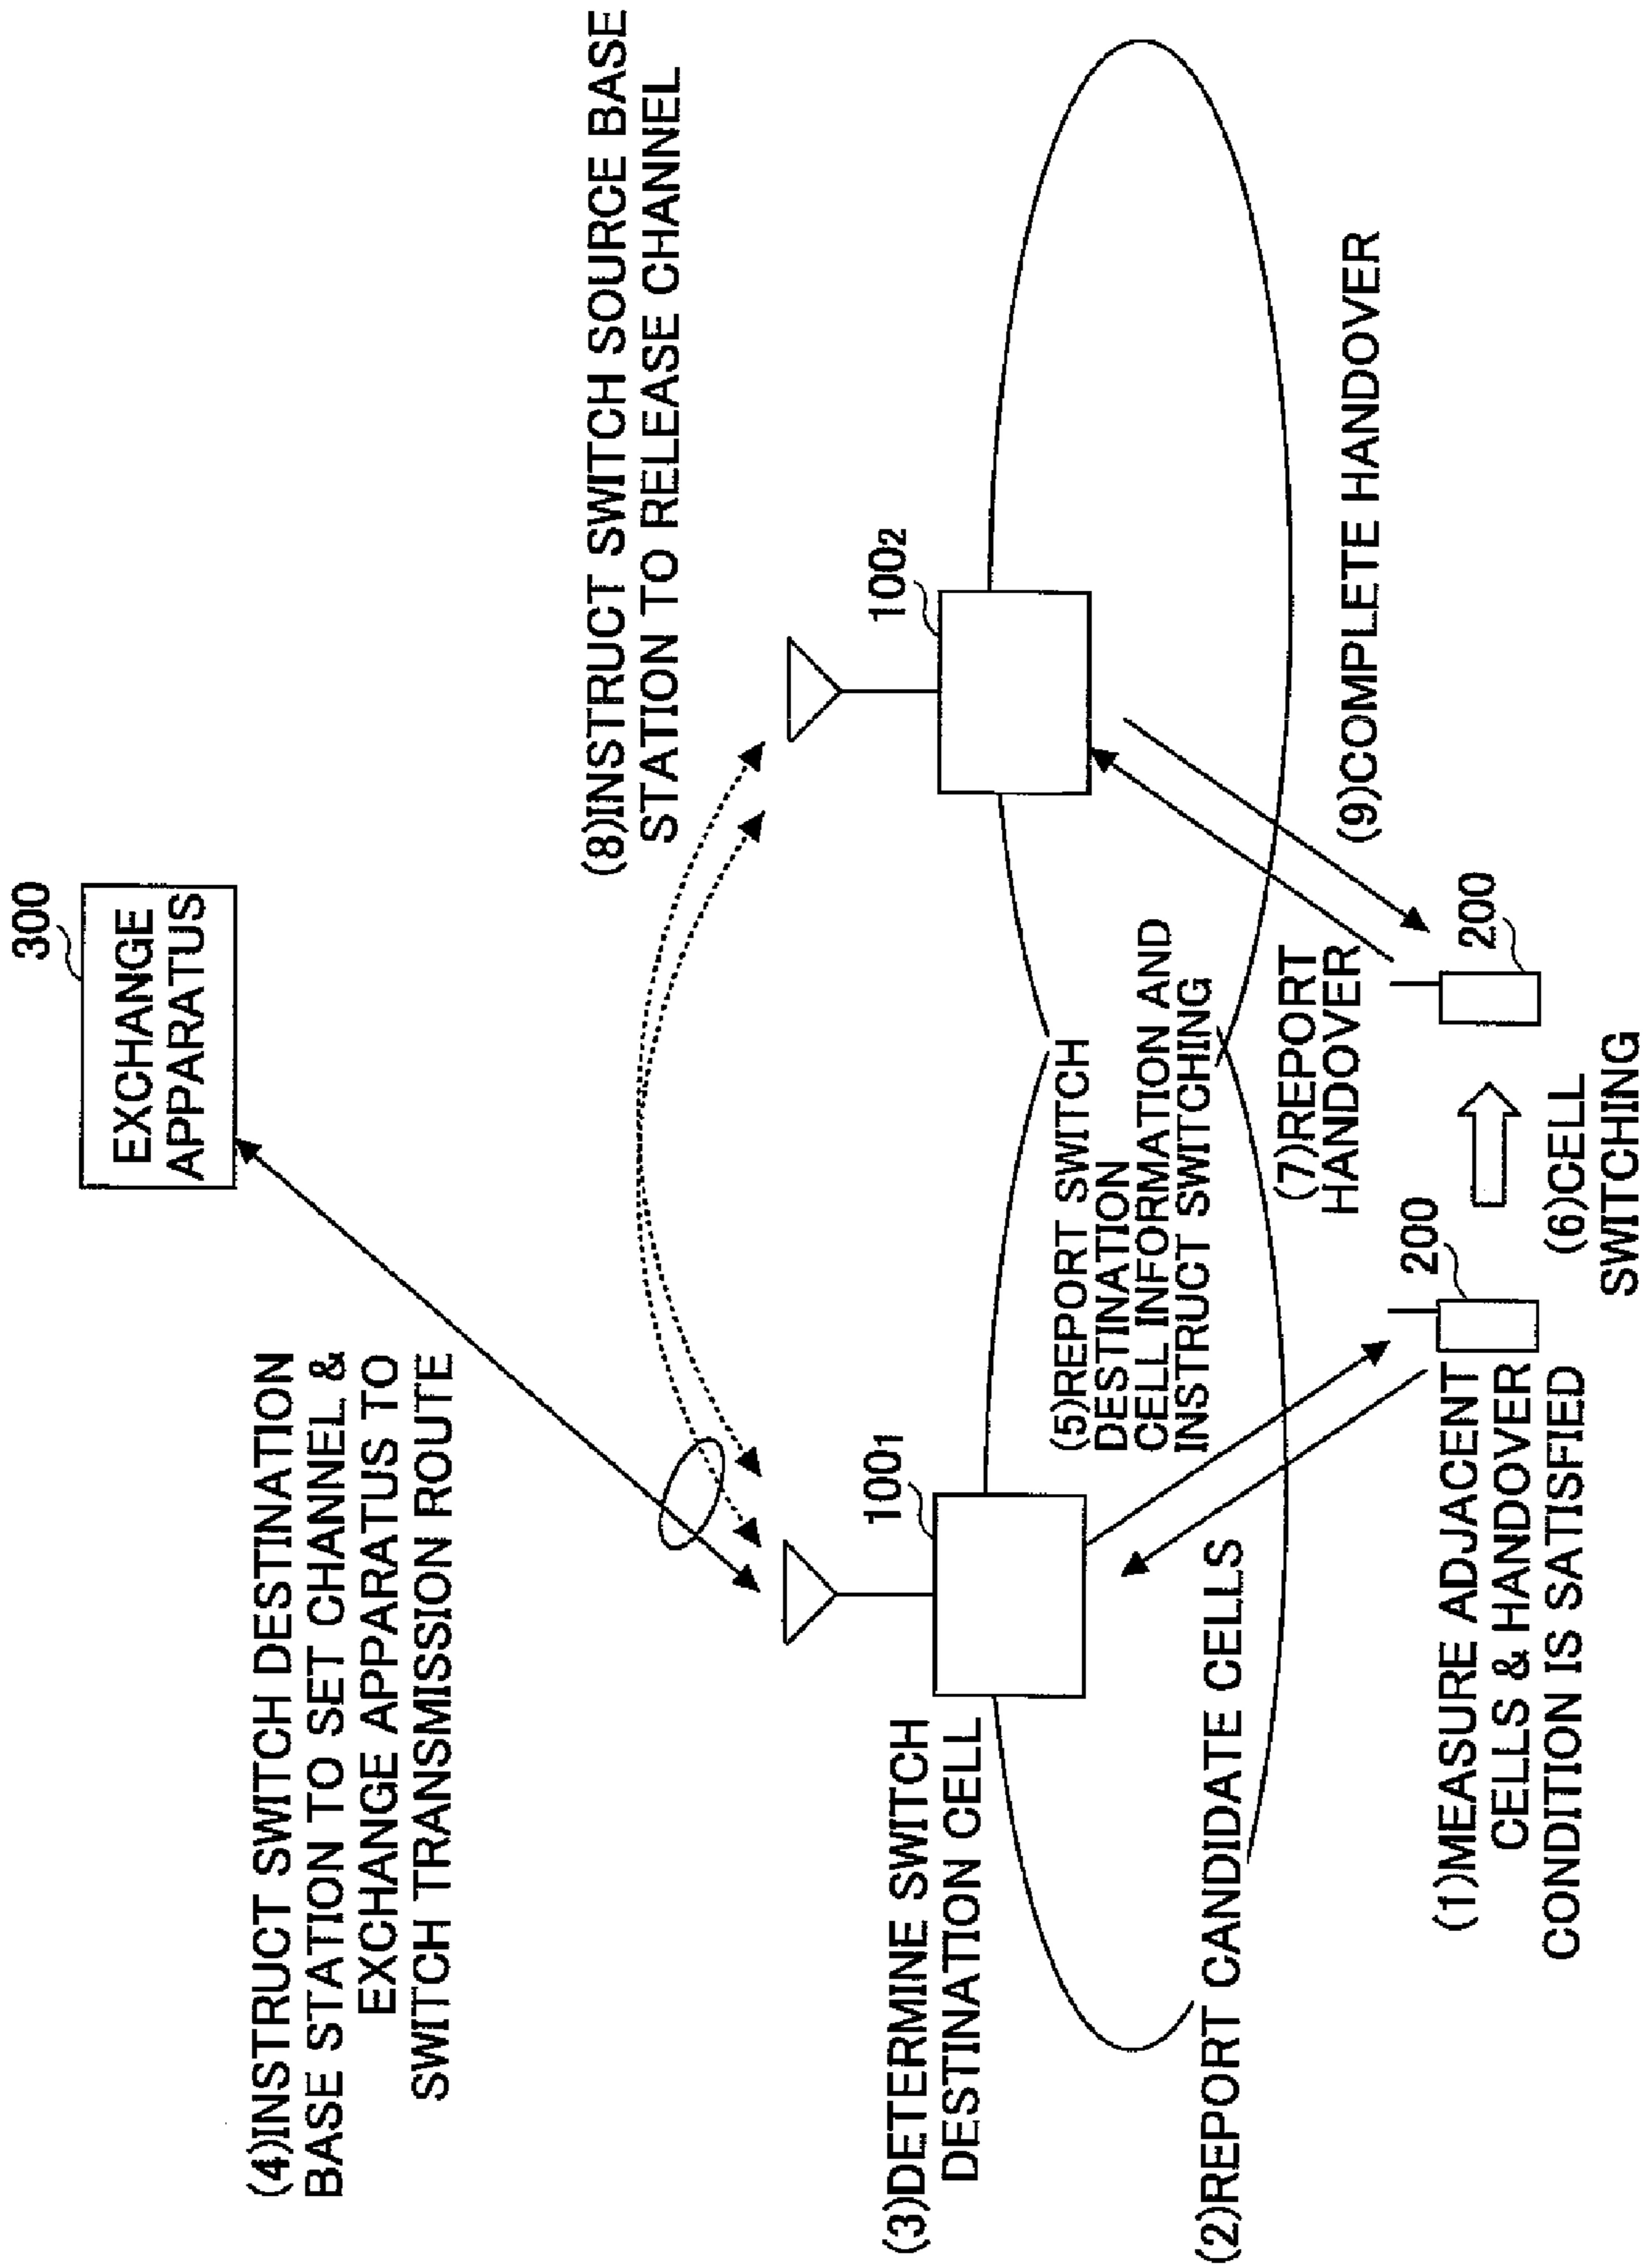 300
EXCHANGE
APPARATUS
(4)INSTRUCT SWITCH DESTINATION
BASE STATION TO SET CHANNEL &
EXCHANGE APPARATUS TO
SWITCH TRANSMISSION ROUTE
(8)INSTRUCT SWITCH SOURCE BASE
STATION TO RELEASE CHANNEL
(3)DETERMINE SWITCH
DESTINATION CELL
100₁
100₂
(5)REPORT SWITCH
DESTINATION
CELL INFORMATION AND
INSTRUCT SWITCHING
(2)REPORT CANDIDATE CELLS
(7)REPORT
HANDOVER
(9)COMPLETE HANDOVER
200
200
(1)MEASURE ADJACENT
CELLS & HANDOVER
CONDITION IS SATISFIED
(6)CELL
SWITCHING